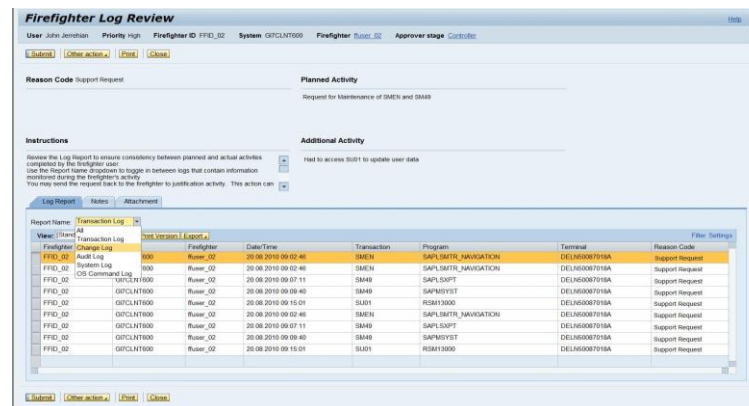 Firefighter Log Review
Help
User John Jerrehian Priority High Firefighter ID FFID_02 System GI7CLNT600 Firefighter ffuser_02 Approver stage Controller
Submit Other action Print Close
Reason Code Support Request
Planned Activity
Request for Maintenance of SMEN and SM49
Instructions
Additional Activity
Review the Log Report to ensure consistency between planned and actual activities
completed by the firefighter user.
Use the Report Name dropdown to toggle in between logs that contain information
monitored during the firefighter's activity
You may send the request back to the firefighter to justification activity. This action can
Had to access SU01 to update user data
Log Report Notes Attachment
Report Name: Transaction Log
All
Transaction Log
Change Log
Audit Log
System Log
OS Command Log
View: [Stand Print Version Export Filter Settings
Firefighter Firefighter Date/Time Transaction Program Terminal Reason Code
FFID_02 600 ffuser_02 20.08.2010 09:02:46 SMEN SAPLSMTR_NAVIGATION DELN50087018A Support Request
FFID_02 600 ffuser_02 20.08.2010 09:02:46 SMEN SAPLSMTR_NAVIGATION DELN50087018A Support Request
FFID_02 GI7CLNT600 ffuser_02 20.08.2010 09:07:11 SM49 SAPLSXPT DELN50087018A Support Request
FFID_02 GI7CLNT600 ffuser_02 20.08.2010 09:09:40 SM49 SAPMSYST DELN50087018A Support Request
FFID_02 GI7CLNT600 ffuser_02 20.08.2010 09:15:01 SU01 RSM13000 DELN50087018A Support Request
FFID_02 GI7CLNT600 ffuser_02 20.08.2010 09:02:46 SMEN SAPLSMTR_NAVIGATION DELN50087018A Support Request
FFID_02 GI7CLNT600 ffuser_02 20.08.2010 09:07:11 SM49 SAPLSXPT DELN50087018A Support Request
FFID_02 GI7CLNT600 ffuser_02 20.08.2010 09:09:40 SM49 SAPMSYST DELN50087018A Support Request
FFID_02 GI7CLNT600 ffuser_02 20.08.2010 09:15:01 SU01 RSM13000 DELN50087018A Support Request
Submit Other action Print Close